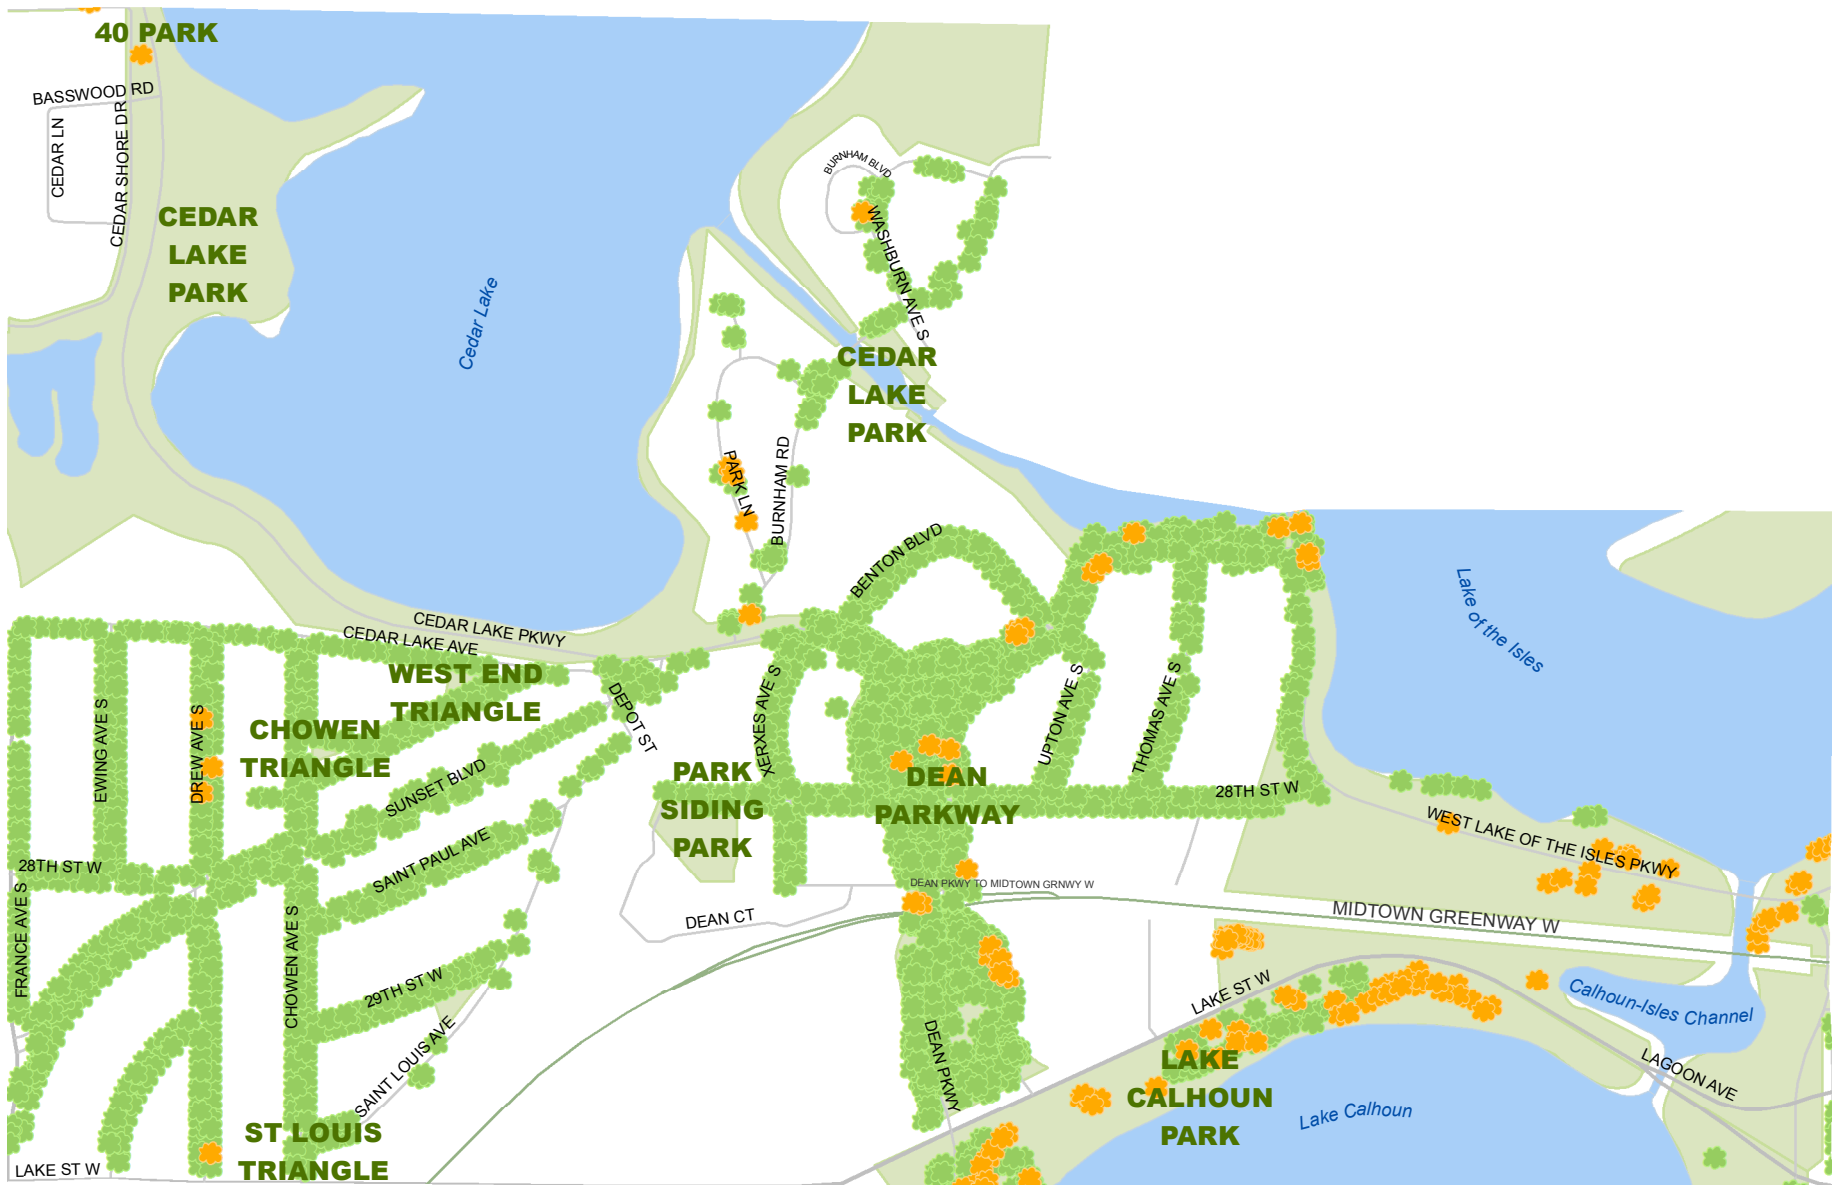 40 PARK
BASSWOOD RD
CEDAR LN
CEDAR SHORE DR
CEDAR
LAKE
PARK
Cedar Lake
BURNHAM BLVD
WASHBURN AVE S
CEDAR
LAKE
PARK
PARK LN
BURNHAM RD
BENTON BLVD
Lake of the Isles
CEDAR LAKE PKWY
CEDAR LAKE AVE
WEST END
TRIANGLE
CHOWEN
TRIANGLE
EWING AVE S
DREW AVE S
DEPOT ST
XERXES AVE S
UPTON AVE S
THOMAS AVE S
SUNSET BLVD
PARK
SIDING
PARK
DEAN
PARKWAY
28TH ST W
WEST LAKE OF THE ISLES PKWY
SAINT PAUL AVE
28TH ST W
DEAN PKWY TO MIDTOWN GRNWY W
DEAN CT
MIDTOWN GREENWAY W
FRANCE AVE S
CHOWEN AVE S
29TH ST W
LAKE ST W
Calhoun-Isles Channel
SAINT LOUIS AVE
DEAN PKWY
LAKE
CALHOUN
PARK
LAGOON AVE
Lake Calhoun
ST LOUIS
TRIANGLE
LAKE ST W